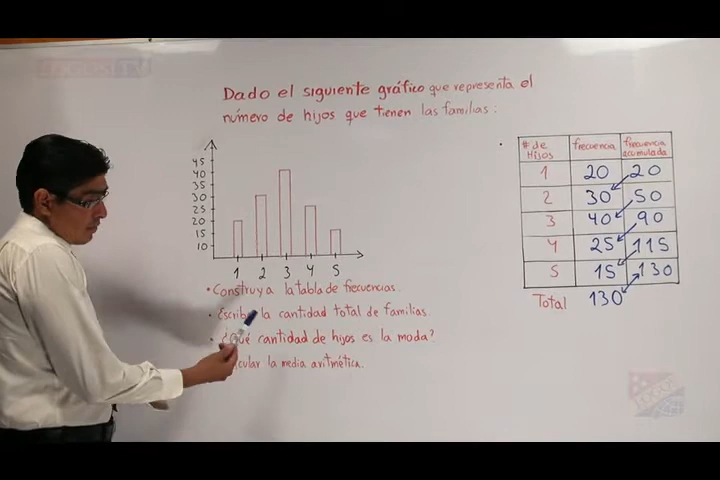 Dado el siguiente gráfico que representa el
número de hijos que tienen las familias:
45
40
35
30
25
20
15
10
1 2 3 4 5
• Construya la tabla de frecuencias.
• Escriba la cantidad total de familias.
• ¿Qué cantidad de hijos es la moda?
cular la media aritmética.
# de Hijos frecuencia frecuencia acumulada
1 20 20
2 30 50
3 40 90
4 25 115
5 15 130
Total 130